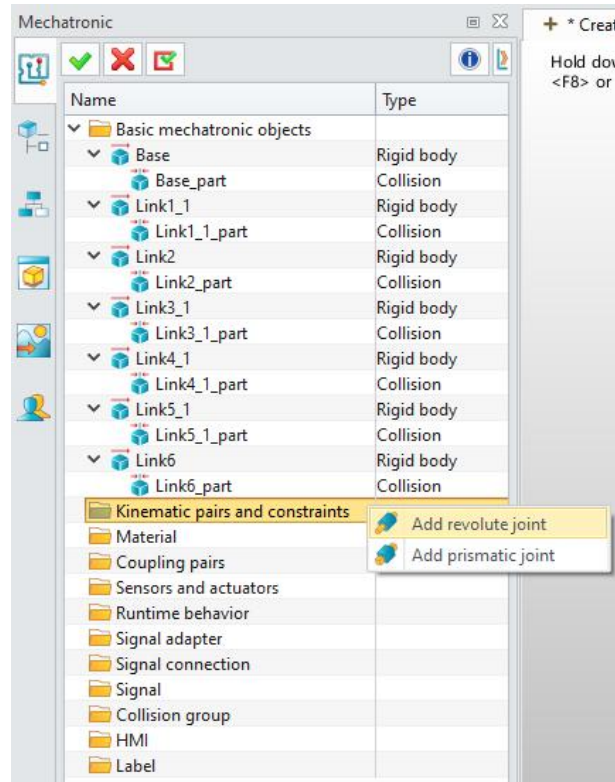 Mechatronic
* Creat
Hold dov
<F8> or
Name Type
Basic mechatronic objects
Base Rigid body
Base_part Collision
Link1_1 Rigid body
Link1_1_part Collision
Link2 Rigid body
Link2_part Collision
Link3_1 Rigid body
Link3_1_part Collision
Link4_1 Rigid body
Link4_1_part Collision
Link5_1 Rigid body
Link5_1_part Collision
Link6 Rigid body
Link6_part Collision
Kinematic pairs and constraints
Add revolute joint
Material
Coupling pairs
Add prismatic joint
Sensors and actuators
Runtime behavior
Signal adapter
Signal connection
Signal
Collision group
HMI
Label